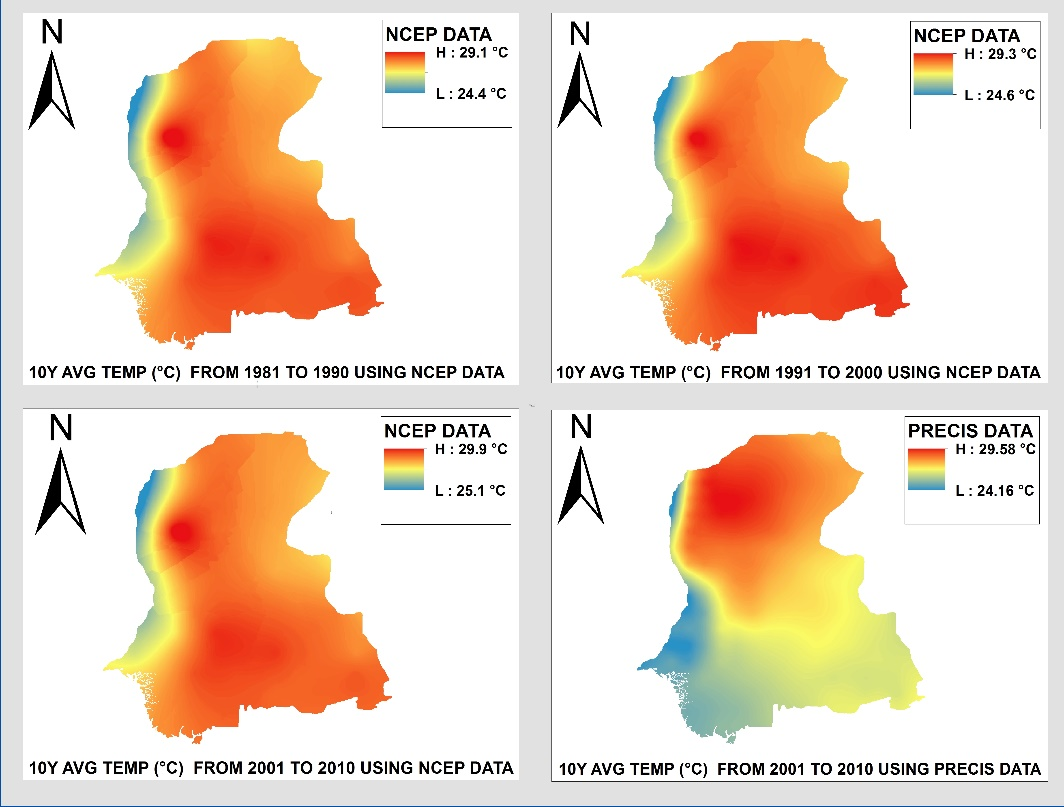 N
NCEP DATA
H : 29.1 °C
L : 24.4 °C
10Y AVG TEMP (°C) FROM 1981 TO 1990 USING NCEP DATA
N
NCEP DATA
H : 29.3 °C
L : 24.6 °C
10Y AVG TEMP (°C) FROM 1991 TO 2000 USING NCEP DATA
N
NCEP DATA
H : 29.9 °C
L : 25.1 °C
10Y AVG TEMP (°C) FROM 2001 TO 2010 USING NCEP DATA
N
PRECIS DATA
H : 29.58 °C
L : 24.16 °C
10Y AVG TEMP (°C) FROM 2001 TO 2010 USING PRECIS DATA